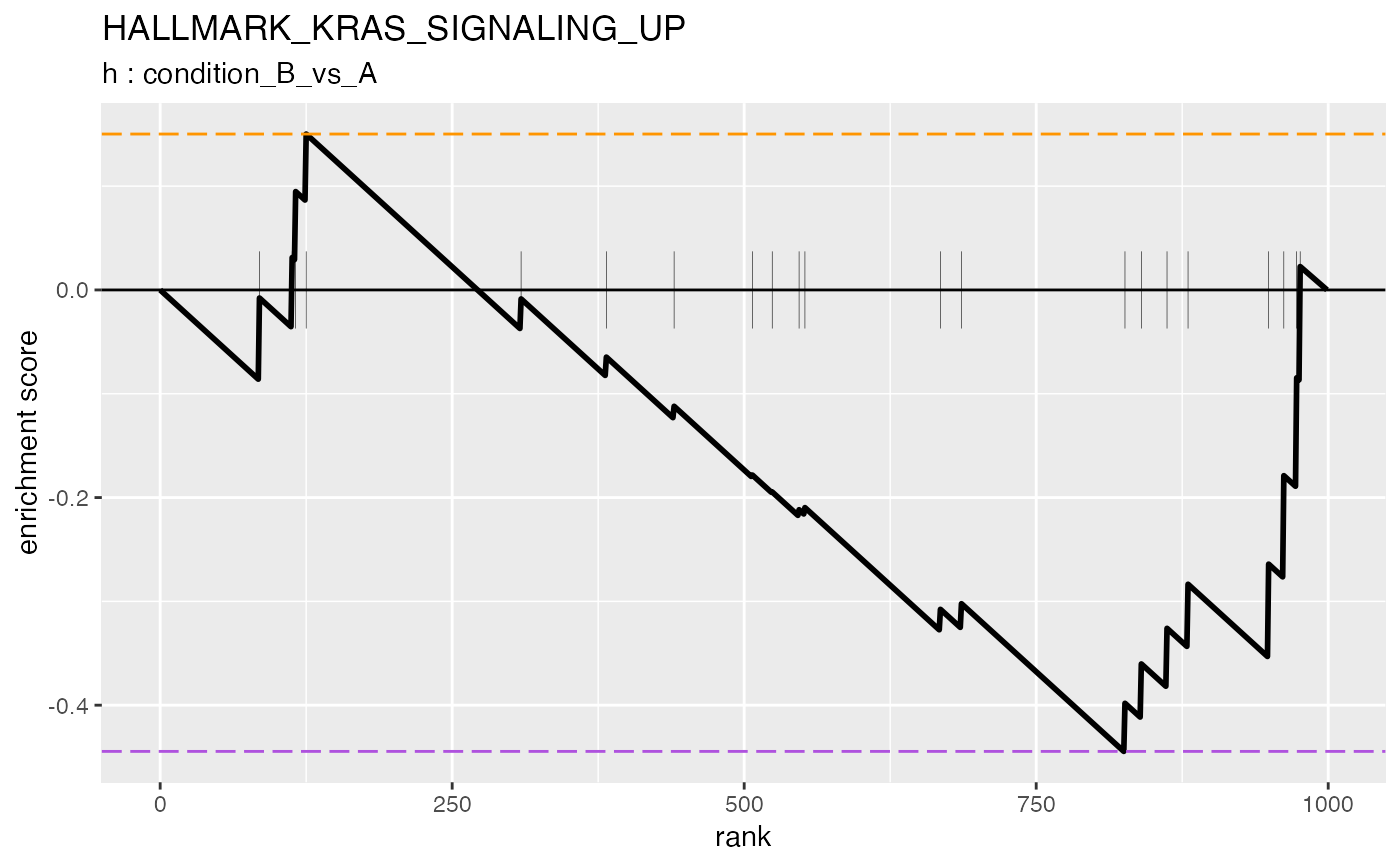 HALLMARK_KRAS_SIGNALING_UP
h : condition_B_vs_A
enrichment score
0.0
-0.2
-0.4
0 250 500 750 1000
rank